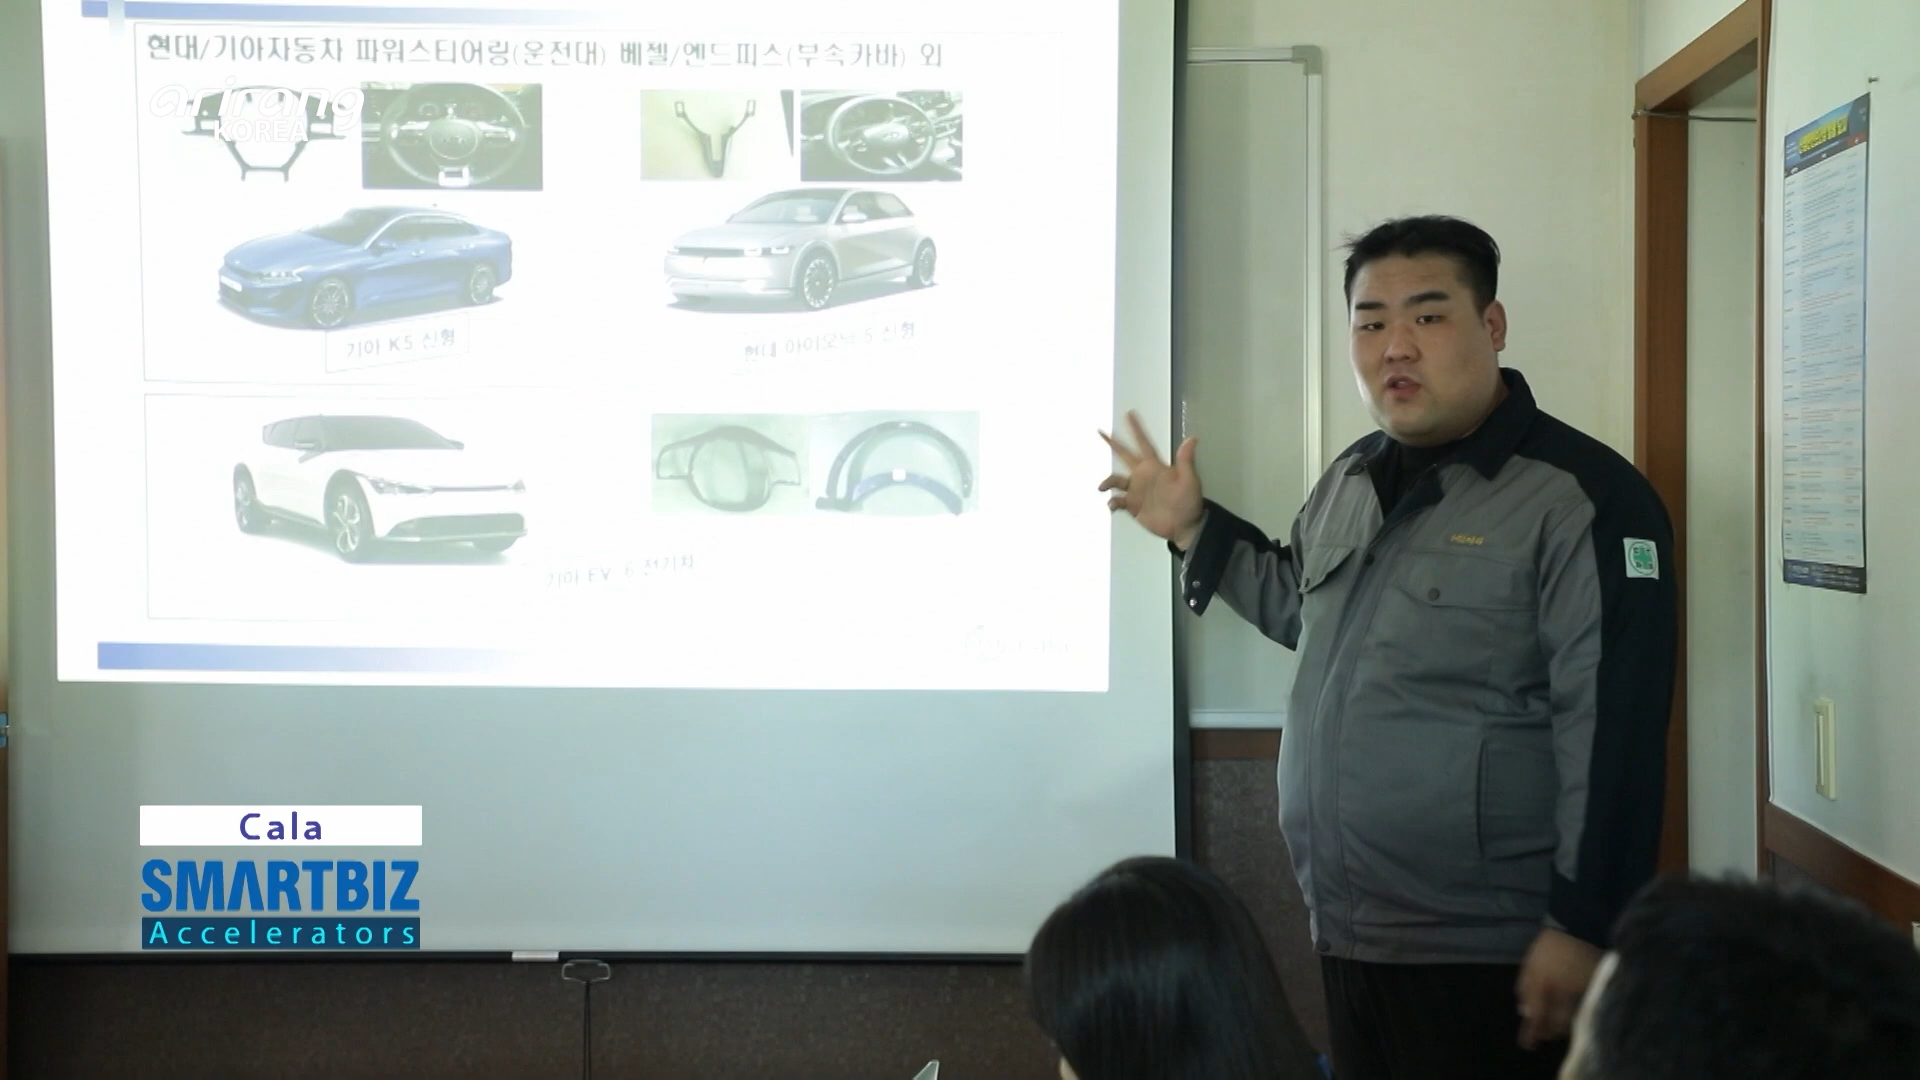 현대/기아자동차 파워스티어링(운전대) 베젤/엔드피스(부속카바) 외
arirang
KOREA
기아 K5 신형
현대 아이오닉 5 신형
기아 EV 6 전기차
Cala
SMARTBIZ
Accelerators